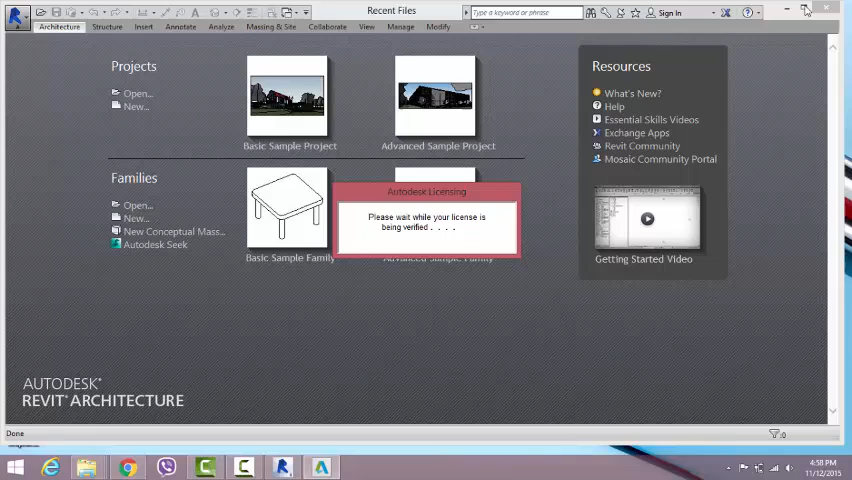 Recent Files
Type a keyword or phrase
Sign In
Architecture
Structure
Insert
Annotate
Analyze
Massing & Site
Collaborate
View
Manage
Modify
Projects
Open...
New...
Basic Sample Project
Advanced Sample Project
Families
Open...
New...
New Conceptual Mass...
Autodesk Seek
Basic Sample Family
Advanced Sample Family
Autodesk Licensing
Please wait while your license is
being verified . . . .
Resources
What's New?
Help
Essential Skills Videos
Exchange Apps
Revit Community
Mosaic Community Portal
Getting Started Video
AUTODESK®
REVIT® ARCHITECTURE
Done
:0
4:58 PM
11/12/2015